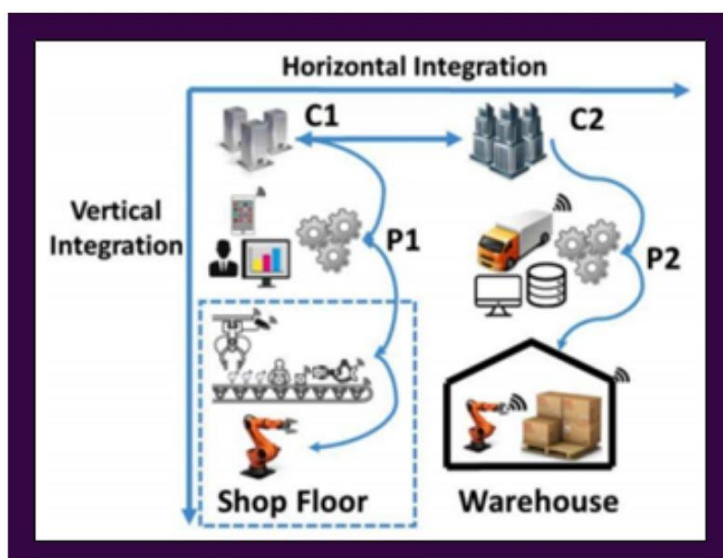 Horizontal Integration
C1
C2
Vertical
Integration
P1
P2
Shop Floor
Warehouse